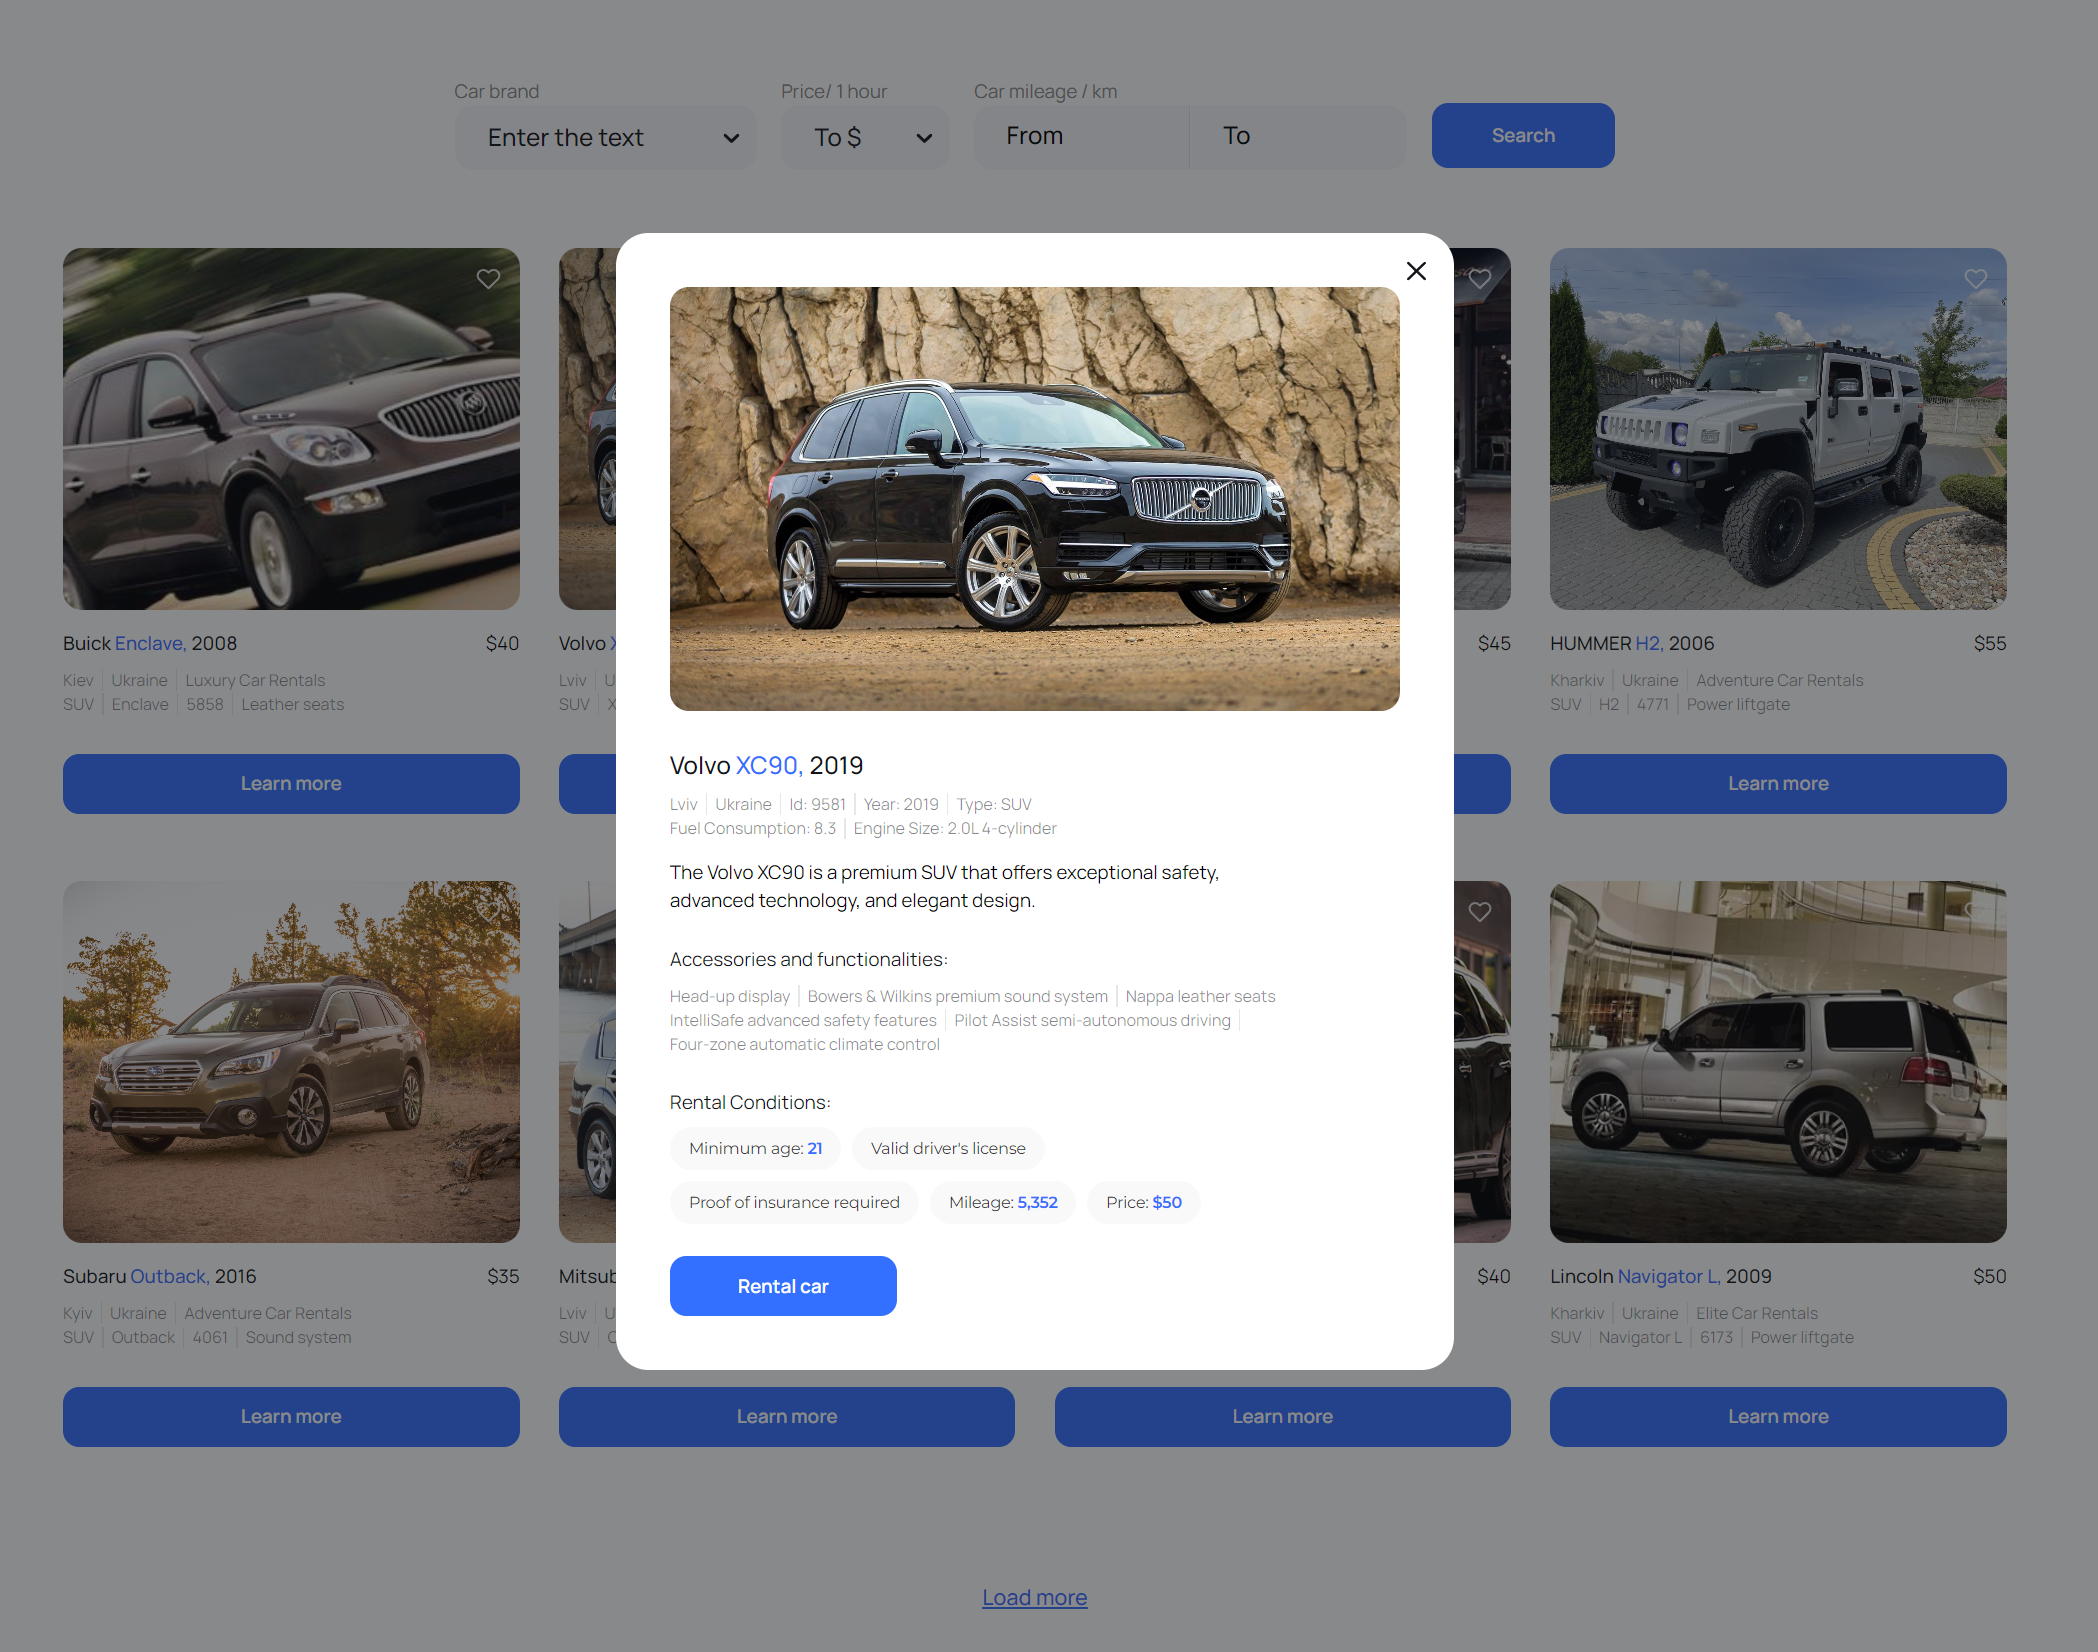 Car brand
Price/ 1 hour
Car mileage / km
Enter the text
To $
From
To
Search
Buick Enclave, 2008
$40
Kiev | Ukraine | Luxury Car Rentals
SUV | Enclave | 5858 | Leather seats
Learn more
Volvo
Lviv
SUV
$45
HUMMER H2, 2006
$55
Kharkiv | Ukraine | Adventure Car Rentals
SUV | H2 | 4771 | Power liftgate
Learn more
Volvo XC90, 2019
Lviv | Ukraine | Id: 9581 | Year: 2019 | Type: SUV
Fuel Consumption: 8.3 | Engine Size: 2.0L 4-cylinder
The Volvo XC90 is a premium SUV that offers exceptional safety,
advanced technology, and elegant design.
Accessories and functionalities:
Head-up display | Bowers & Wilkins premium sound system | Nappa leather seats
IntelliSafe advanced safety features | Pilot Assist semi-autonomous driving |
Four-zone automatic climate control
Rental Conditions:
Minimum age: 21
Valid driver's license
Proof of insurance required
Mileage: 5,352
Price: $50
Rental car
Subaru Outback, 2016
$35
Kyiv | Ukraine | Adventure Car Rentals
SUV | Outback | 4061 | Sound system
Learn more
Mitsub
Lviv
SUV
Learn more
$40
Learn more
Lincoln Navigator L, 2009
$50
Kharkiv | Ukraine | Elite Car Rentals
SUV | Navigator L | 6173 | Power liftgate
Learn more
Load more